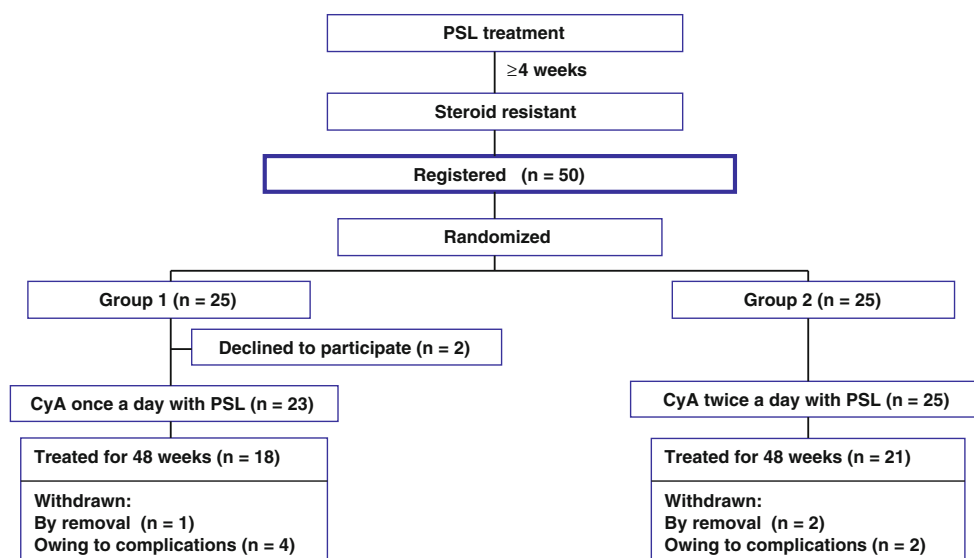 PSL treatment
≥4 weeks
Steroid resistant
Registered (n = 50)
Randomized
Group 1 (n = 25)
Group 2 (n = 25)
Declined to participate (n = 2)
CyA once a day with PSL (n = 23)
CyA twice a day with PSL (n = 25)
Treated for 48 weeks (n = 18)
Withdrawn:
By removal (n = 1)
Owing to complications (n = 4)
Treated for 48 weeks (n = 21)
Withdrawn:
By removal (n = 2)
Owing to complications (n = 2)